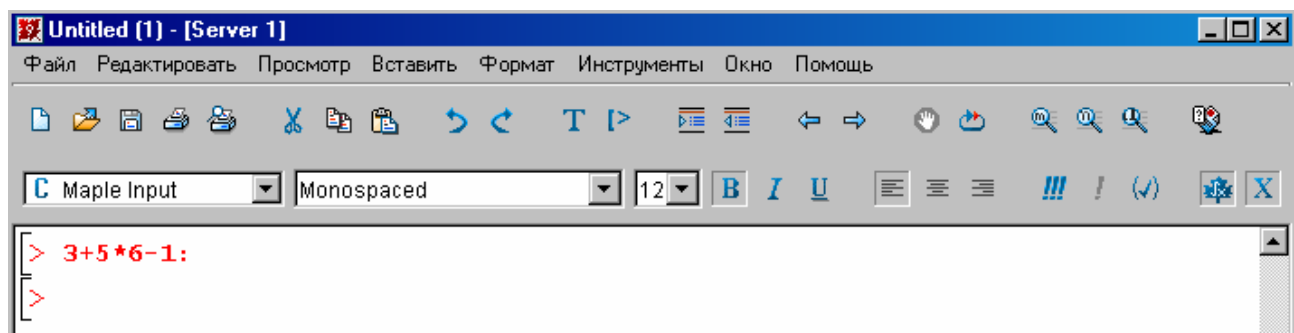 Untitled (1) - [Server 1]
Файл Редактировать Просмотр Вставить Формат Инструменты Окно Помощь
C Maple Input Monospaced 12 B I U !!! ! (✓) X
> 3+5*6-1:
>